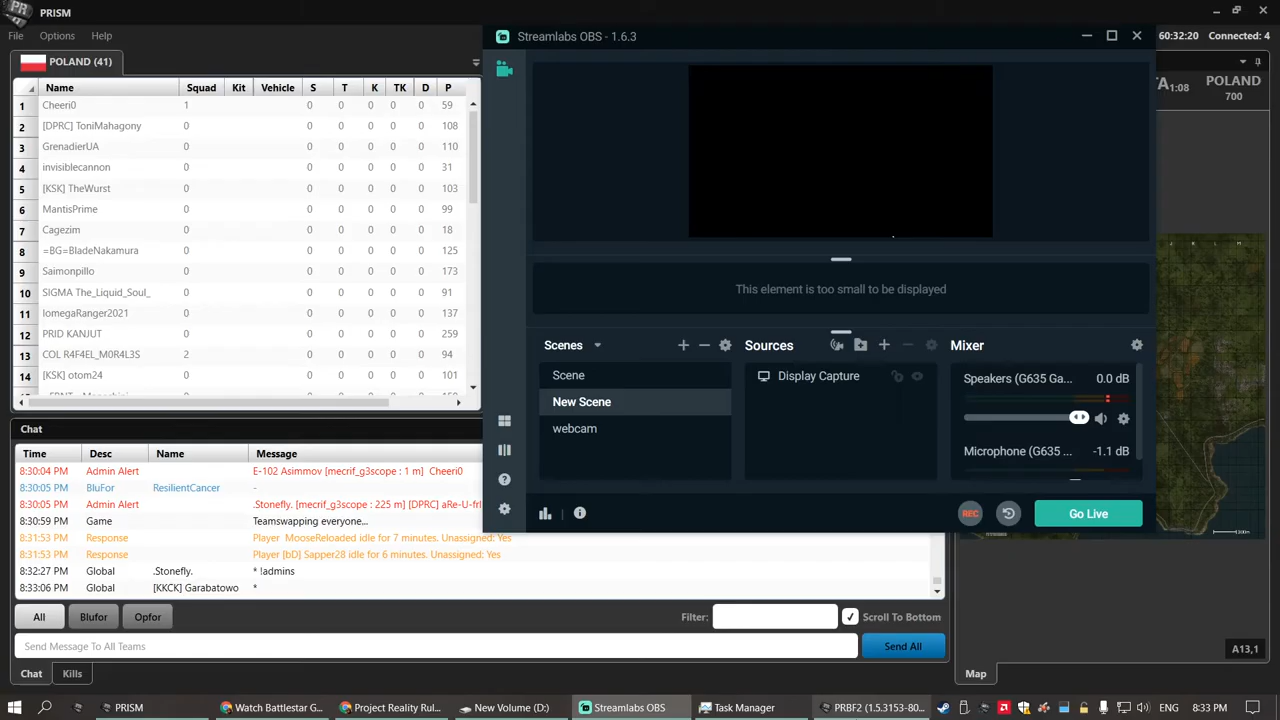 PRISM
File Options Help
POLAND (41)
Name Squad Kit Vehicle S T K TK D P
1 Cheeri0 1 0 0 0 0 0 59
2 [DPRC] ToniMahagony 0 0 0 0 0 0 108
3 GrenadierUA 0 0 0 0 0 0 110
4 invisiblecannon 0 0 0 0 0 0 31
5 [KSK] TheWurst 0 0 0 0 0 0 103
6 MantisPrime 0 0 0 0 0 0 99
7 Cagezim 0 0 0 0 0 0 18
8 =BG=BladeNakamura 0 0 0 0 0 0 125
9 Saimonpillo 0 0 0 0 0 0 173
10 SIGMA The_Liquid_Soul_ 0 0 0 0 0 0 91
11 IomegaRanger2021 0 0 0 0 0 0 137
12 PRID KANJUT 0 0 0 0 0 0 259
13 COL R4F4EL_M0R4L3S 2 0 0 0 0 0 94
14 [KSK] otom24 0 0 0 0 0 0 101
Chat
Time Desc Name Message
8:30:04 PM Admin Alert E-102 Asimmov [mecrif_g3scope : 1 m] Cheeri0
8:30:05 PM BluFor ResilientCancer -
8:30:05 PM Admin Alert .Stonefly. [mecrif_g3scope : 225 m] [DPRC] aRe-U-frI
8:30:59 PM Game Teamswapping everyone...
8:31:53 PM Response Player MooseReloaded idle for 7 minutes. Unassigned: Yes
8:31:53 PM Response Player [bD] Sapper28 idle for 6 minutes. Unassigned: Yes
8:32:27 PM Global .Stonefly. * !admins
8:33:06 PM Global [KKCK] Garabatowo *
All Blufor Opfor Filter: Scroll To Bottom
Send Message To All Teams Send All
Chat Kills
Streamlabs OBS - 1.6.3
This element is too small to be displayed
Scenes
Scene
New Scene
webcam
Sources
Display Capture
Mixer
Speakers (G635 Ga... 0.0 dB
Microphone (G635 ... -1.1 dB
REC Go Live
60:32:20 Connected: 4
TA 1:08 POLAND
700
A13,1
Map
PRISM Watch Battlestar G... Project Reality Rul... New Volume (D:) Streamlabs OBS Task Manager PRBF2 (1.5.3153-80... 8:33 PM